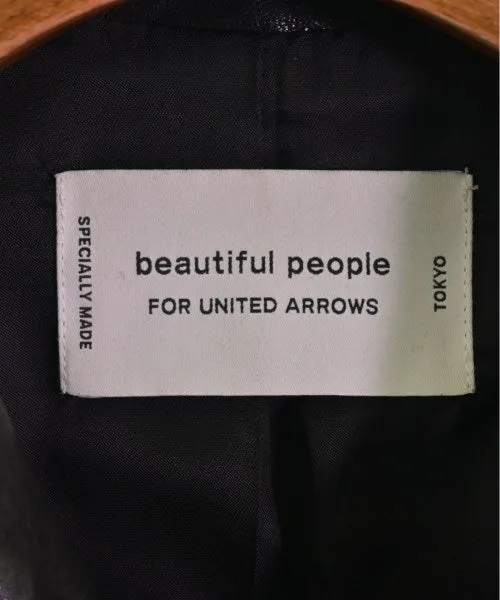 SPECIALLY MADE
beautiful people
FOR UNITED ARROWS
TOKYO